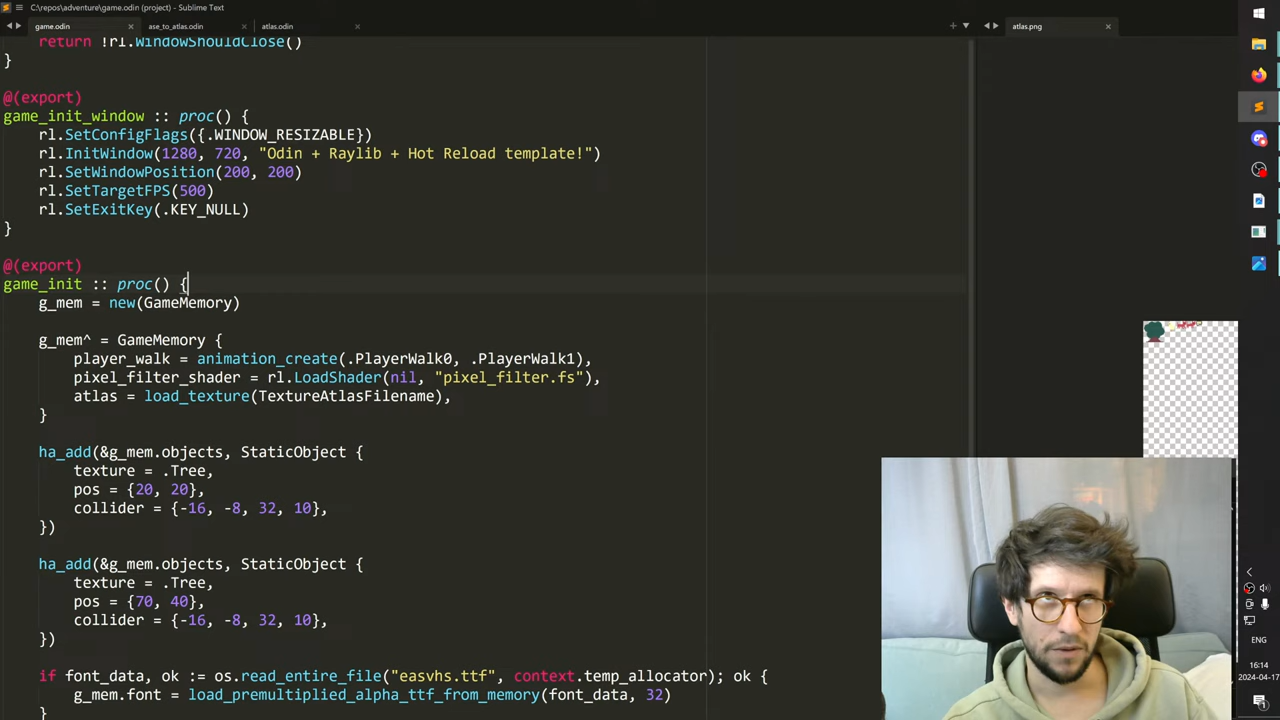 C:\repos\adventure\game.odin (project) - Sublime Text
game.odin
ase_to_atlas.odin
atlas.odin
atlas.png
return !rl.WindowShouldClose()
}
@(export)
game_init_window :: proc() {
rl.SetConfigFlags({.WINDOW_RESIZABLE})
rl.InitWindow(1280, 720, "Odin + Raylib + Hot Reload template!")
rl.SetWindowPosition(200, 200)
rl.SetTargetFPS(500)
rl.SetExitKey(.KEY_NULL)
}
@(export)
game_init :: proc() {
g_mem = new(GameMemory)
g_mem^ = GameMemory {
player_walk = animation_create(.PlayerWalk0, .PlayerWalk1),
pixel_filter_shader = rl.LoadShader(nil, "pixel_filter.fs"),
atlas = load_texture(TextureAtlasFilename),
}
ha_add(&g_mem.objects, StaticObject {
texture = .Tree,
pos = {20, 20},
collider = {-16, -8, 32, 10},
})
ha_add(&g_mem.objects, StaticObject {
texture = .Tree,
pos = {70, 40},
collider = {-16, -8, 32, 10},
})
if font_data, ok := os.read_entire_file("easvhs.ttf", context.temp_allocator); ok {
g_mem.font = load_premultiplied_alpha_ttf_from_memory(font_data, 32)
}
ENG
16:14
2024-04-17